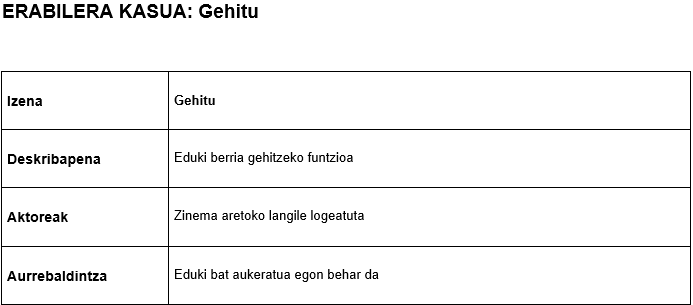 ERABILERA KASUA: Gehitu
Izena Gehitu
Deskribapena Eduki berria gehitzeko funtzioa
Aktoreak Zinema aretoko langile logeatuta
Aurrebaldintza Eduki bat aukeratua egon behar da